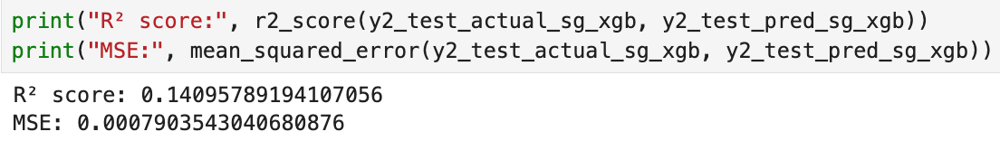 print("R² score:", r2_score(y2_test_actual_sg_xgb, y2_test_pred_sg_xgb))
print("MSE:", mean_squared_error(y2_test_actual_sg_xgb, y2_test_pred_sg_xgb))
R² score: 0.14095789194107056
MSE: 0.0007903543040680876